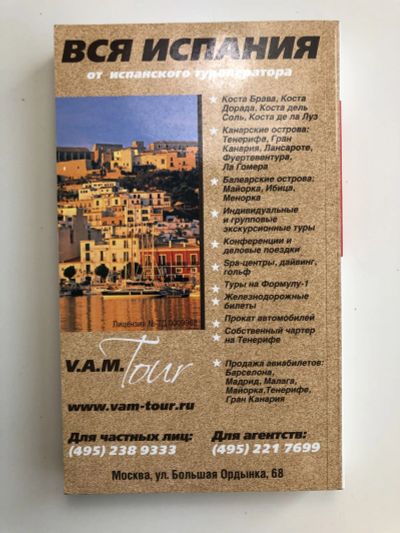 ВСЯ ИСПАНИЯ
от испанского туроператора
Коста Брава, Коста
Дорада, Коста дель
Соль, Коста де ла Луз
Канарские острова:
Тенерифе, Гран
Канария, Лансароте,
Фуертевентура,
Ла Гомера
Балеарские острова:
Майорка, Ибица,
Менорка
Индивидуальные
и групповые
экскурсионные туры
Конференции и
деловые поездки
Spa-центры, дайвинг,
гольф
Туры на Формулу-1
Железнодорожные
билеты
Прокат автомобилей
Собственный чартер
на Тенерифе
Продажа авиабилетов:
Барселона,
Мадрид, Малага,
Майорка,Тенерифе,
Гран Канария
Лицензия №
V.A.M. Tour
www.vam-tour.ru
Для частных лиц:
(495) 238 9333
Для агентств:
(495) 221 7699
Москва, ул. Большая Ордынка, 68